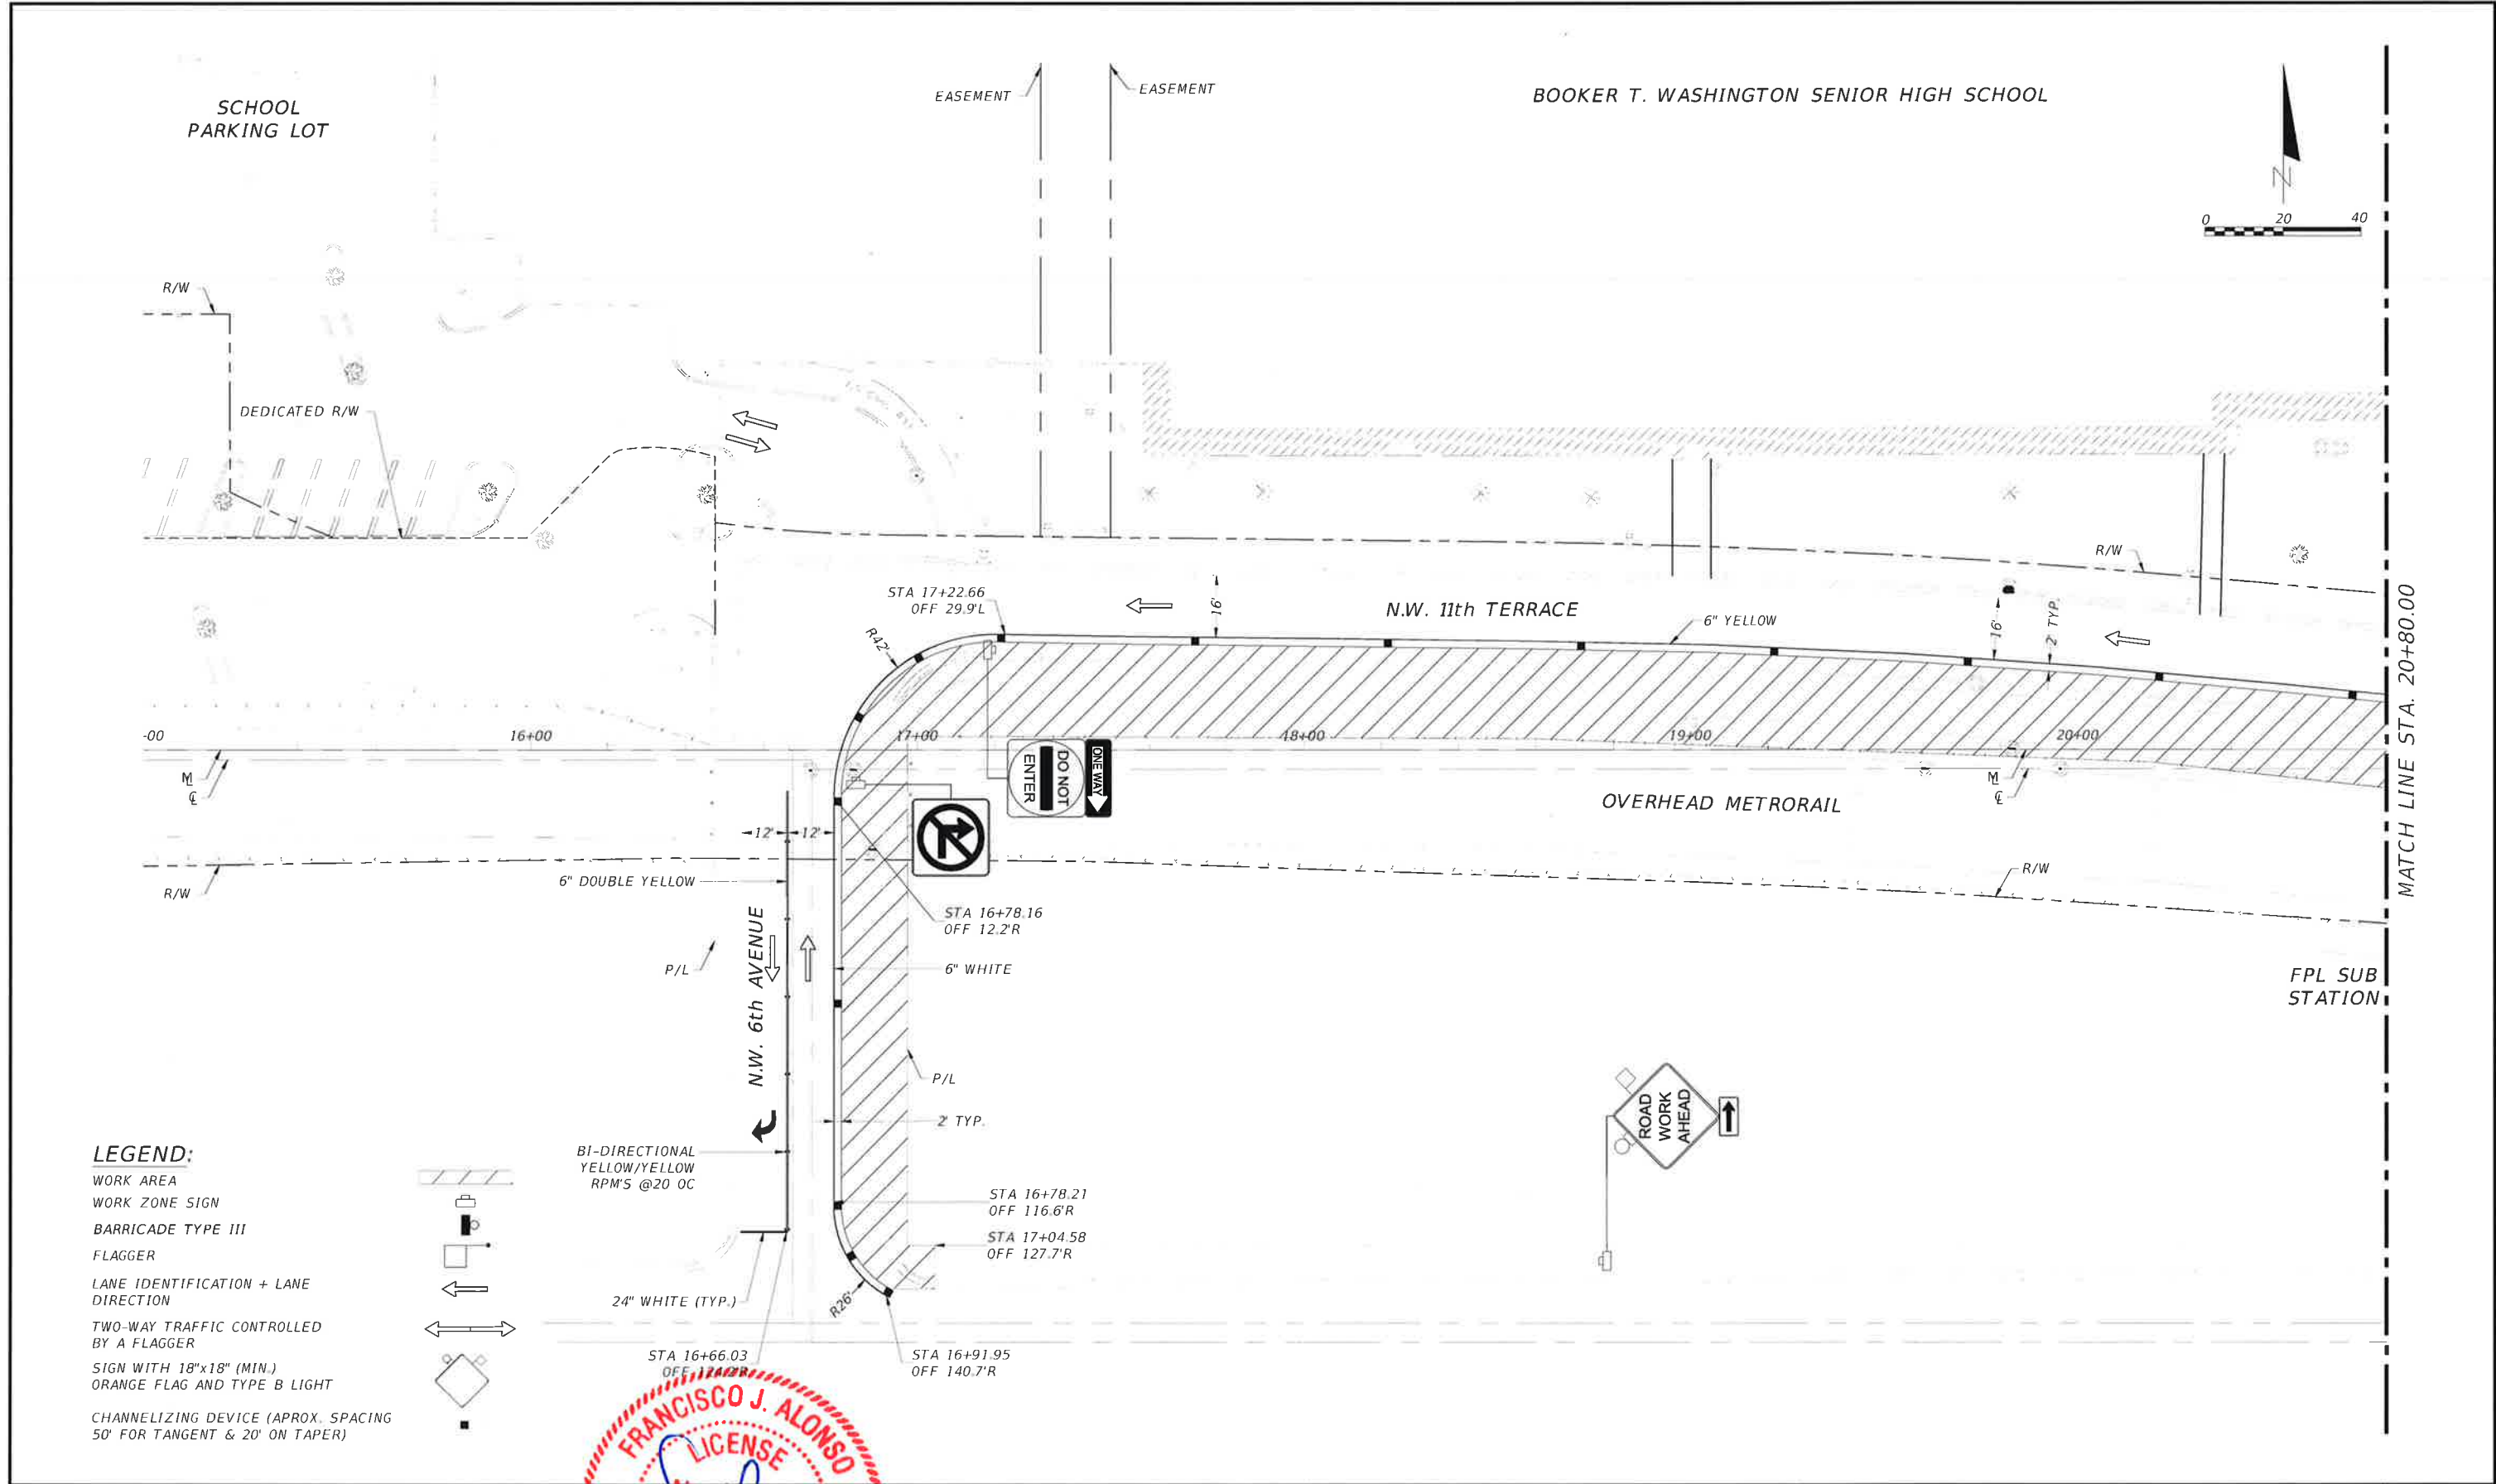 SCHOOL
PARKING LOT
EASEMENT
EASEMENT
BOOKER T. WASHINGTON SENIOR HIGH SCHOOL
N
0 20 40
R/W
DEDICATED R/W
STA 17+22.66
OFF 29.9'L
16'
N.W. 11th TERRACE
6" YELLOW
16'
2' TYP.
R/W
R42'
MATCH LINE STA. 20+80.00
-00
16+00
17+00
18+00
19+00
20+00
DO NOT
ENTER
ONE WAY
OVERHEAD METRORAIL
12'
12'
R/W
R/W
6" DOUBLE YELLOW
STA 16+78.16
OFF 12.2'R
N.W. 6th AVENUE
P/L
6" WHITE
FPL SUB
STATION
P/L
2' TYP.
ROAD
WORK
AHEAD
BI-DIRECTIONAL
YELLOW/YELLOW
RPM'S @20 OC
STA 16+78.21
OFF 116.6'R
STA 17+04.58
OFF 127.7'R
24" WHITE (TYP.)
R26'
STA 16+66.03
STA 16+91.95
OFF 140.7'R
LEGEND:
WORK AREA
WORK ZONE SIGN
BARRICADE TYPE III
FLAGGER
LANE IDENTIFICATION + LANE
DIRECTION
TWO-WAY TRAFFIC CONTROLLED
BY A FLAGGER
SIGN WITH 18"x18" (MIN.)
ORANGE FLAG AND TYPE B LIGHT
CHANNELIZING DEVICE (APROX. SPACING
50' FOR TANGENT & 20' ON TAPER)
FRANCISCO J. ALONSO
LICENSE